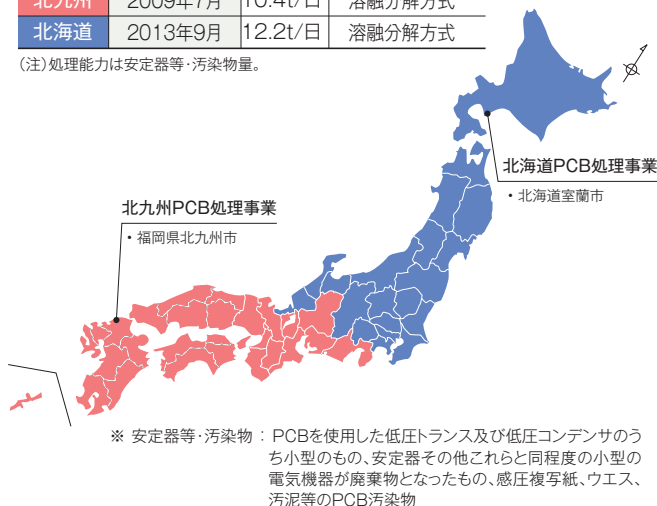 北九州 2009年7月 10.4t/日 溶融分解方式
北海道 2013年9月 12.2t/日 溶融分解方式
(注)処理能力は安定器等・汚染物量。
北海道PCB処理事業
・北海道室蘭市
北九州PCB処理事業
・福岡県北九州市
※ 安定器等・汚染物 : PCBを使用した低圧トランス及び低圧コンデンサのう
ち小型のもの、安定器その他これらと同程度の小型の
電気機器が廃棄物となったもの、感圧複写紙、ウエス、
汚泥等のPCB汚染物